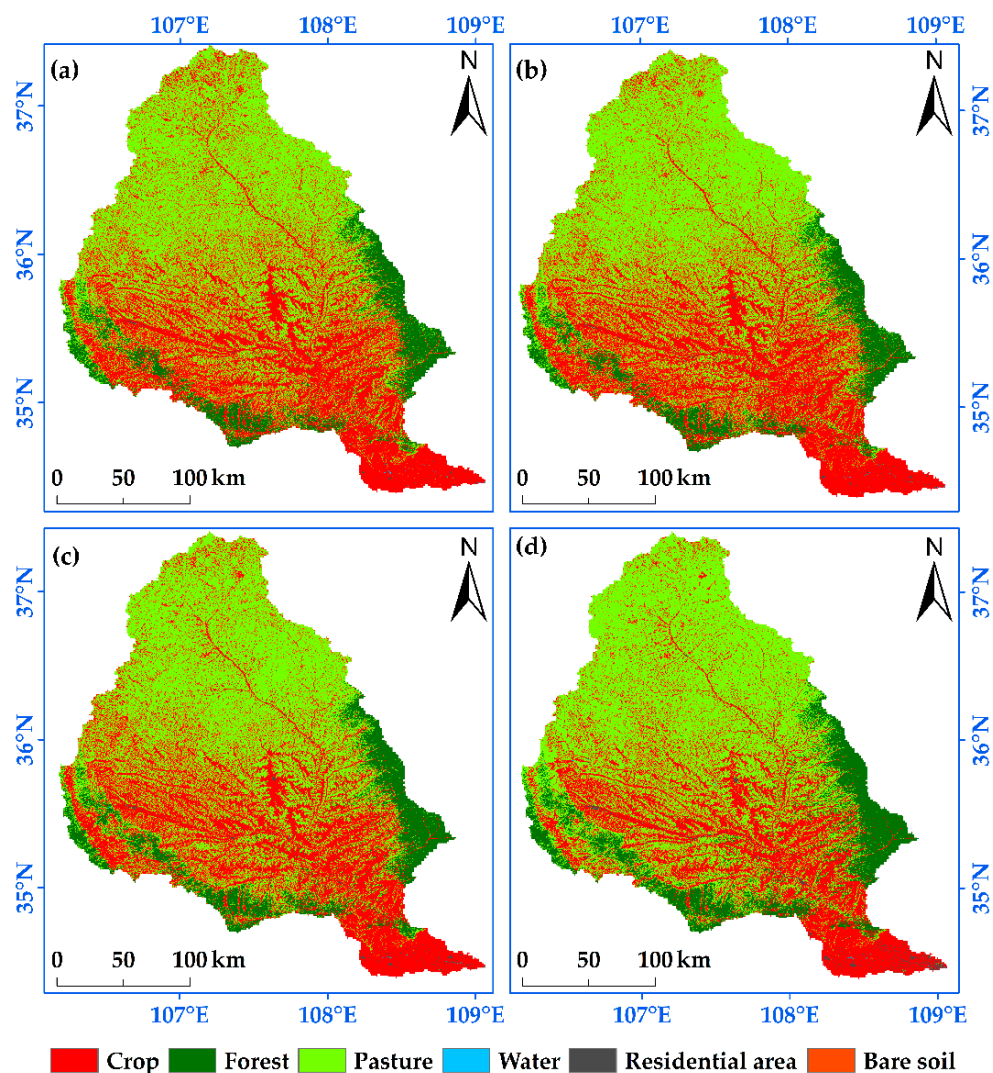 107°E 108°E 109°E 107°E 108°E 109°E
(a) N (b) N
37°N 37°N
36°N 36°N
35°N 35°N
0 50 100 km 0 50 100 km
(c) N (d) N
37°N 37°N
36°N 36°N
35°N 35°N
0 50 100 km 0 50 100 km
107°E 108°E 109°E 107°E 108°E 109°E
Crop Forest Pasture Water Residential area Bare soil